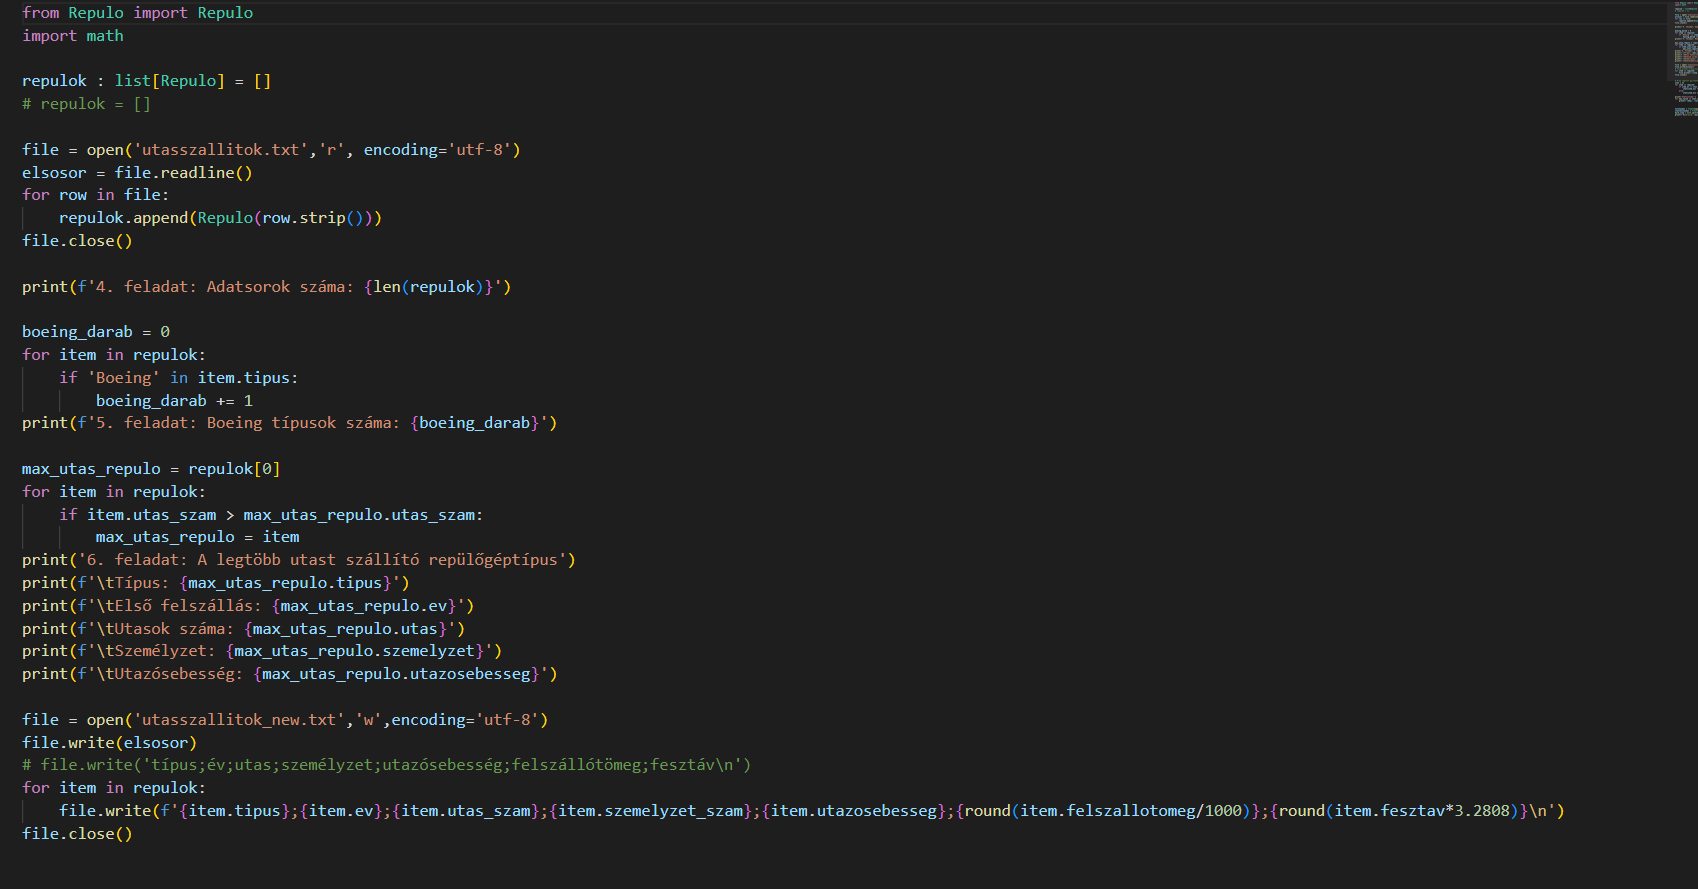 from Repulo import Repulo
import math

repulok : list[Repulo] = []
# repulok = []

file = open('utasszallitok.txt','r', encoding='utf-8')
elsosor = file.readline()
for row in file:
    repulok.append(Repulo(row.strip()))
file.close()

print(f'4. feladat: Adatsorok száma: {len(repulok)}')

boeing_darab = 0
for item in repulok:
    if 'Boeing' in item.tipus:
        boeing_darab += 1
print(f'5. feladat: Boeing típusok száma: {boeing_darab}')

max_utas_repulo = repulok[0]
for item in repulok:
    if item.utas_szam > max_utas_repulo.utas_szam:
        max_utas_repulo = item
print('6. feladat: A legtöbb utast szállító repülőgéptípus')
print(f'\tTípus: {max_utas_repulo.tipus}')
print(f'\tElső felszállás: {max_utas_repulo.ev}')
print(f'\tUtasok száma: {max_utas_repulo.utas}')
print(f'\tSzemélyzet: {max_utas_repulo.szemelyzet}')
print(f'\tUtazósebesség: {max_utas_repulo.utazosebesseg}')

file = open('utasszallitok_new.txt','w',encoding='utf-8')
file.write(elsosor)
# file.write('típus;év;utas;személyzet;utazósebesség;felszállótömeg;fesztáv\n')
for item in repulok:
    file.write(f'{item.tipus};{item.ev};{item.utas_szam};{item.szemelyzet_szam};{item.utazosebesseg};{round(item.felszallotomeg/1000)};{round(item.fesztav*3.2808)}\n')
file.close()